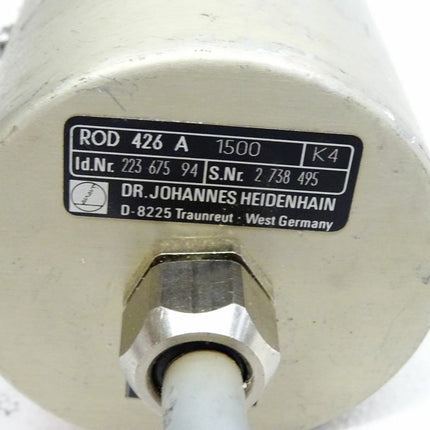 ROD 426 A 1500 K4
Id.Nr. 223 675 94 S.Nr. 2 738 495
DR. JOHANNES HEIDENHAIN
D-8225 Traunreut · West Germany